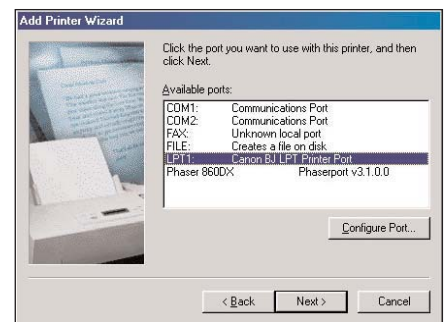 Add Printer Wizard
Click the port you want to use with this printer, and then
click Next.
Available ports:
COM1: Communications Port
COM2: Communications Port
FAX: Unknown local port
FILE: Creates a file on disk
LPT1: Canon BJ LPT Printer Port
Phaser 860DX Phaserport v3.1.0.0
Configure Port...
< Back Next > Cancel